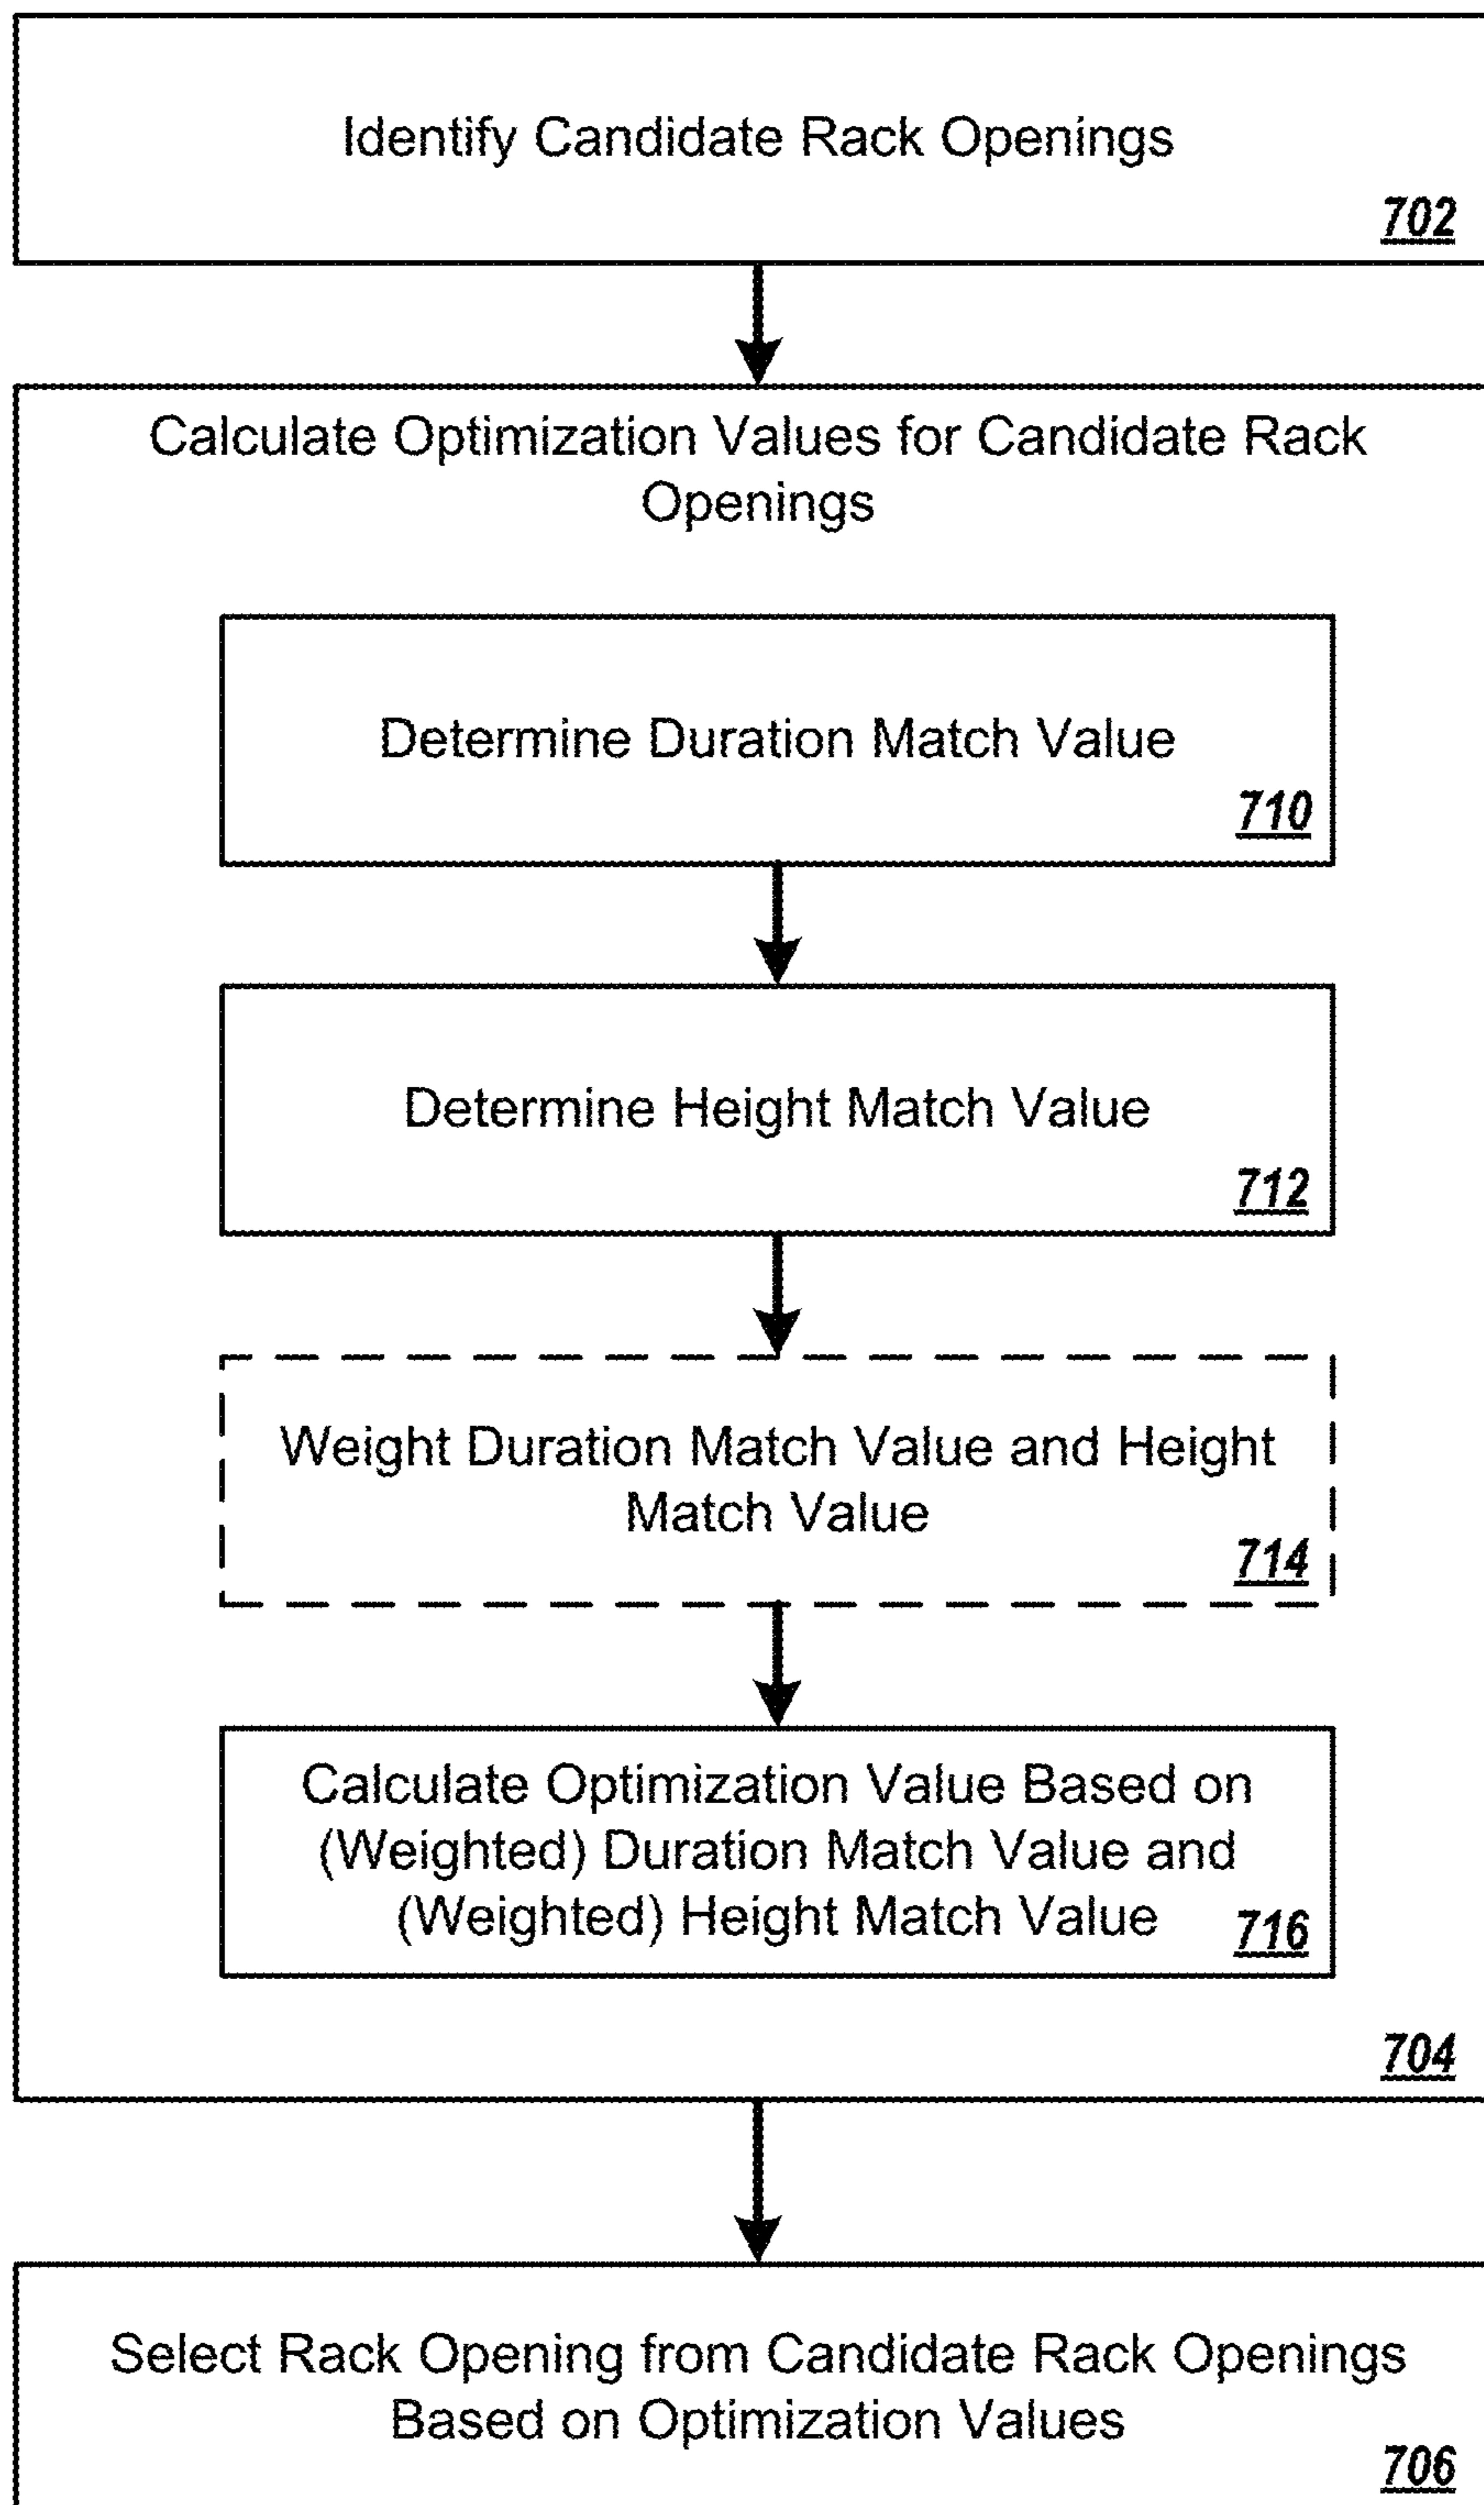 Identify Candidate Rack Openings
702
Calculate Optimization Values for Candidate Rack
Openings
Determine Duration Match Value
710
Determine Height Match Value
712
Weight Duration Match Value and Height
Match Value
714
Calculate Optimization Value Based on
(Weighted) Duration Match Value and
(Weighted) Height Match Value
716
704
Select Rack Opening from Candidate Rack Openings
Based on Optimization Values
706